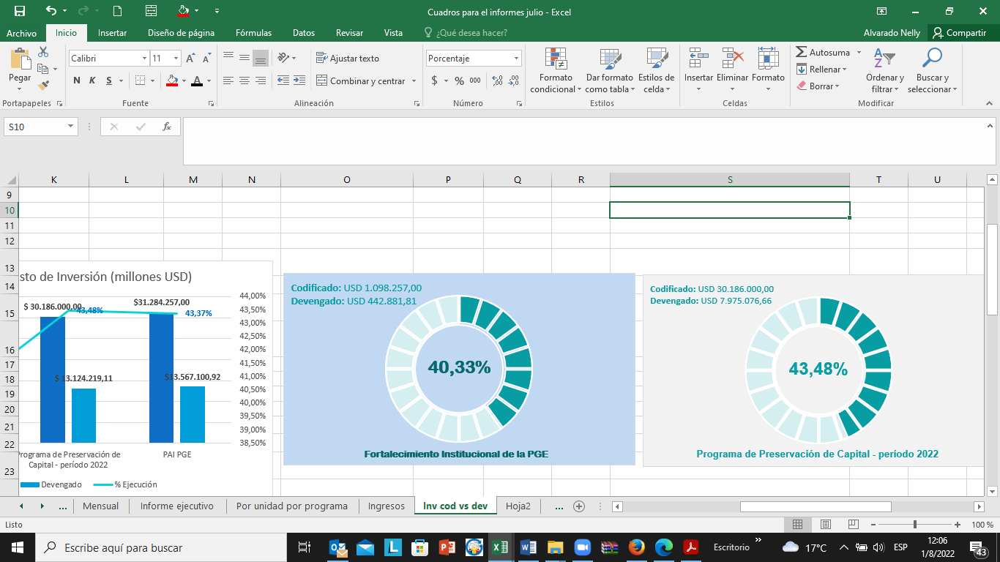 Cuadros para el informes julio - Excel
Archivo Inicio Insertar Diseño de página Fórmulas Datos Revisar Vista ¿Qué desea hacer? Alvarado Nelly Compartir
Calibri 11 Ajustar texto Porcentaje Autosuma
Pegar N K S Combinar y centrar $ % 000 Formato condicional Dar formato como tabla Estilos de celda Insertar Eliminar Formato Rellenar Borrar Ordenar y filtrar Buscar y seleccionar
Portapapeles Fuente Alineación Número Estilos Celdas Modificar
S10 fx
K L M N O P Q R S T U
9
10
11
12
13
14
15
16
17
18
19
20
21
22
23
sto de Inversión (millones USD)
$ 30.186.000,00 $31.284.257,00
43,48% 43,37%
$ 13.124.219,11 $13.567.100,92
44,00%
43,50%
43,00%
42,50%
42,00%
41,50%
41,00%
40,50%
40,00%
39,50%
39,00%
38,50%
Programa de Preservación de Capital - período 2022 PAI PGE
Devengado % Ejecución
Codificado: USD 1.098.257,00
Devengado: USD 442.881,81
40,33%
Fortalecimiento Institucional de la PGE
Codificado: USD 30.186.000,00
Devengado: USD 7.975.076,66
43,48%
Programa de Preservación de Capital - período 2022
... Mensual Informe ejecutivo Por unidad por programa Ingresos Inv cod vs dev Hoja2 ...
Listo 100 %
Escribe aquí para buscar Escritorio 17°C ESP 12:06
1/8/2022 43